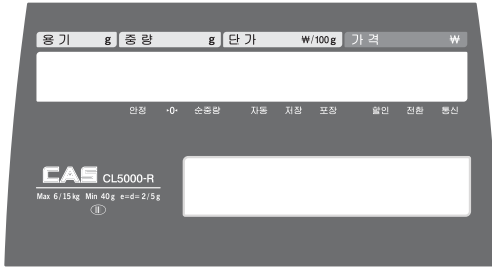 용기 g 중량 g 단가 ₩/100g 가격 ₩
안정 ·0· 순중량 자동 저장 포장 할인 전환 통신
CAS CL5000-R
Max 6/15kg Min 40g e=d=2/5g
Ⅲ